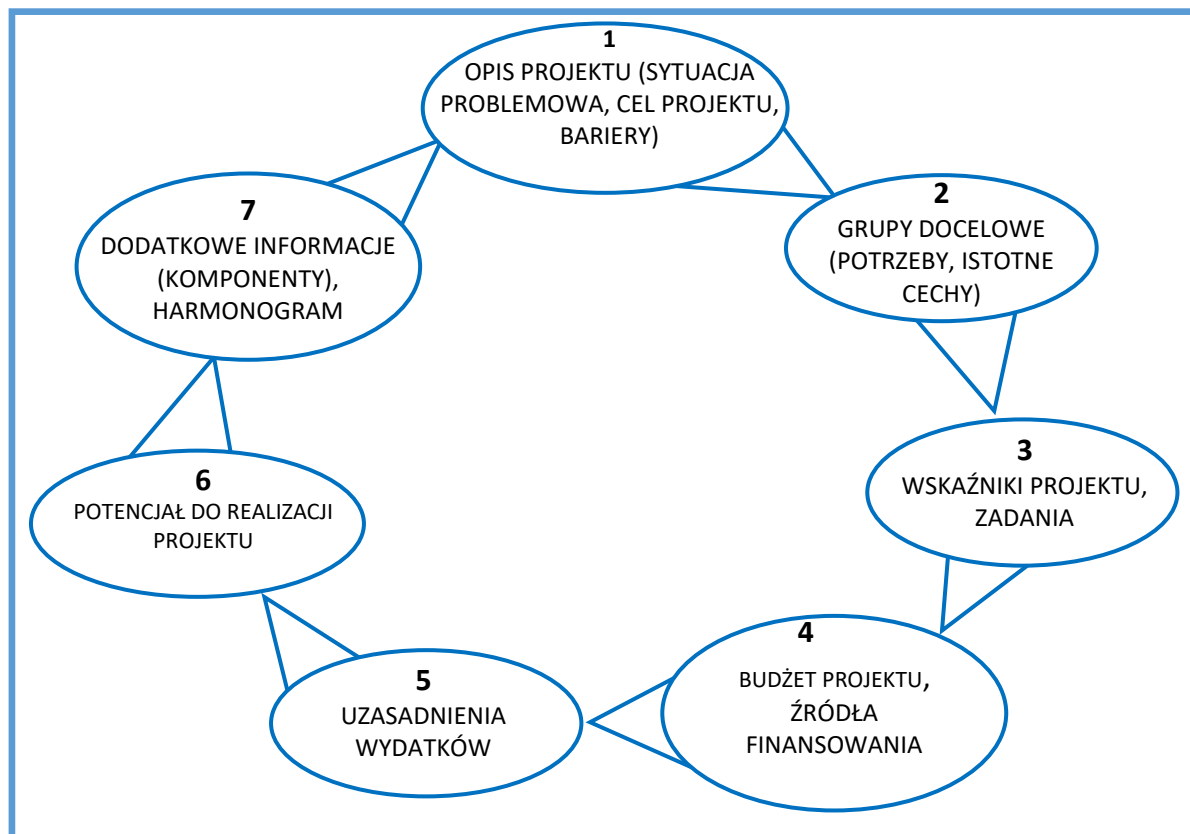 1
OPIS PROJEKTU (SYTUACJA
PROBLEMOWA, CEL PROJEKTU,
BARIERY)
2
GRUPY DOCELOWE
(POTRZEBY, ISTOTNE
CECHY)
3
WSKAŹNIKI PROJEKTU,
ZADANIA
4
BUDŻET PROJEKTU,
ŹRÓDŁA
FINANSOWANIA
5
UZASADNIENIA
WYDATKÓW
6
POTENCJAŁ DO REALIZACJI
PROJEKTU
7
DODATKOWE INFORMACJE
(KOMPONENTY),
HARMONOGRAM